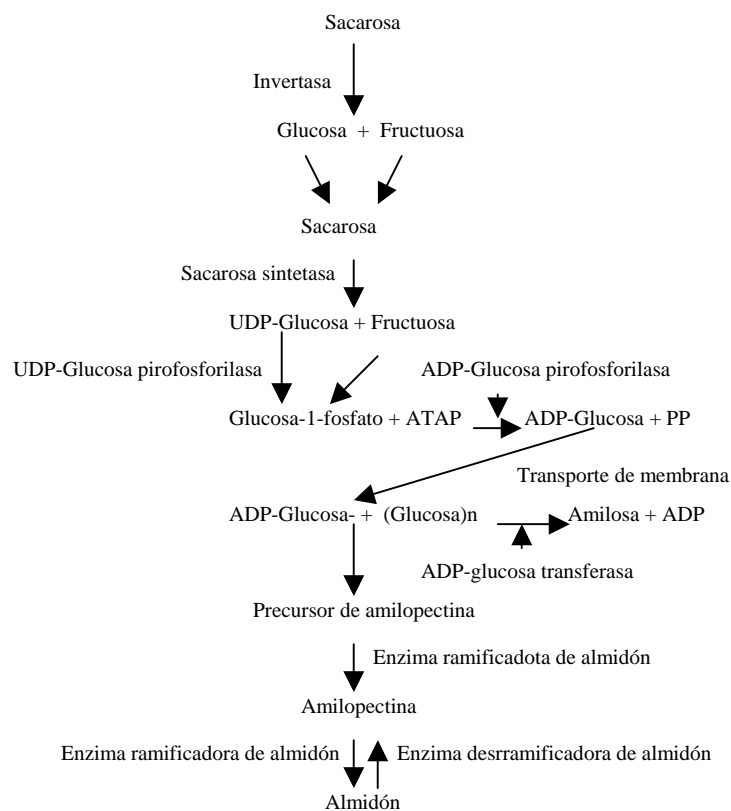 Sacarosa
Invertasa
Glucosa + Fructuosa
Sacarosa
Sacarosa sintetasa
UDP-Glucosa + Fructuosa
UDP-Glucosa pirofosforilasa
ADP-Glucosa pirofosforilasa
Glucosa-1-fosfato + ATAP
ADP-Glucosa + PP
Transporte de membrana
ADP-Glucosa- + (Glucosa)n
Amilosa + ADP
ADP-glucosa transferasa
Precursor de amilopectina
Enzima ramificadota de almidón
Amilopectina
Enzima ramificadora de almidón
Enzima desrramificadora de almidón
Almidón